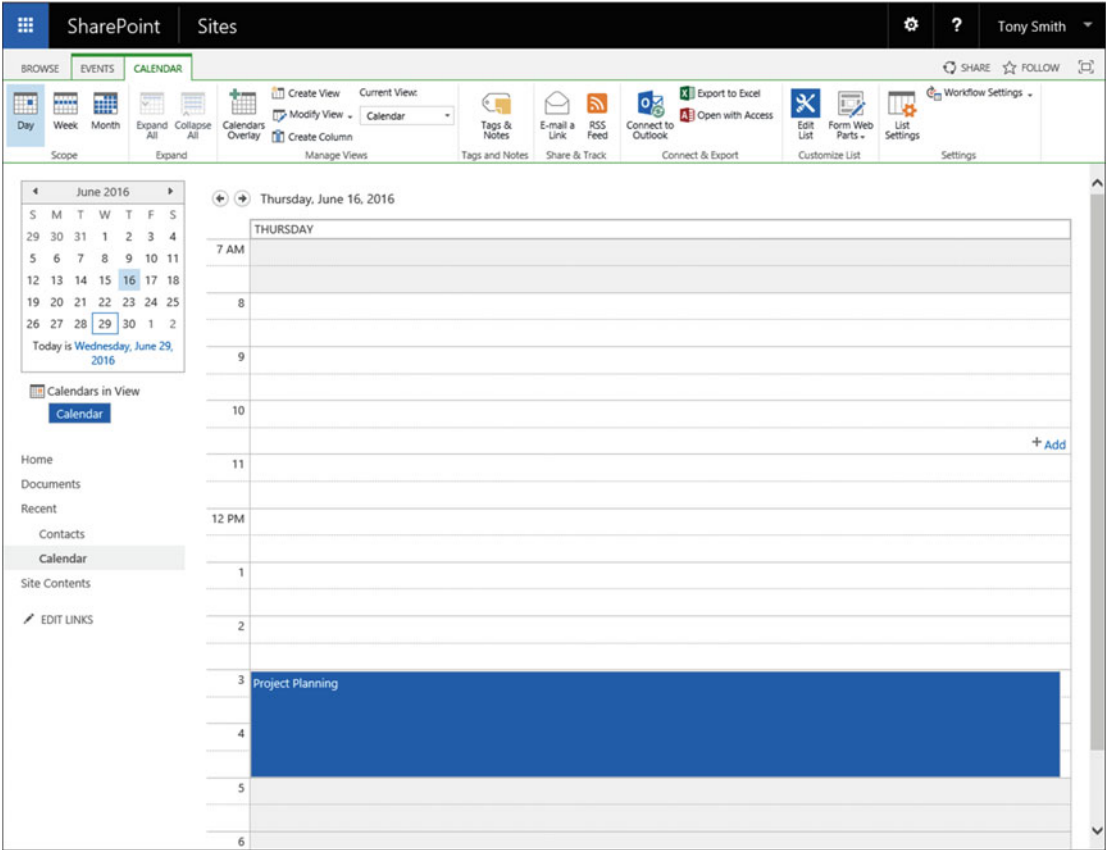 SharePoint Sites ? Tony Smith
BROWSE EVENTS CALENDAR SHARE FOLLOW
Day Week Month
Scope
Expand All Collapse All
Expand
Calendars Overlay
Create View
Modify View
Create Column
Current View:
Calendar
Manage Views
Tags & Notes
Tags and Notes
E-mail a Link RSS Feed
Share & Track
Connect to Outlook
Export to Excel
Open with Access
Connect & Export
Edit List Form Web Parts
Customize List
List Settings
Workflow Settings
Settings
June 2016
S M T W T F S
29 30 31 1 2 3 4
5 6 7 8 9 10 11
12 13 14 15 16 17 18
19 20 21 22 23 24 25
26 27 28 29 30 1 2
Today is Wednesday, June 29,
2016
Calendars in View
Calendar
Home
Documents
Recent
Contacts
Calendar
Site Contents
EDIT LINKS
Thursday, June 16, 2016
THURSDAY
7 AM
8
9
10
+ Add
11
12 PM
1
2
3 Project Planning
4
5
6